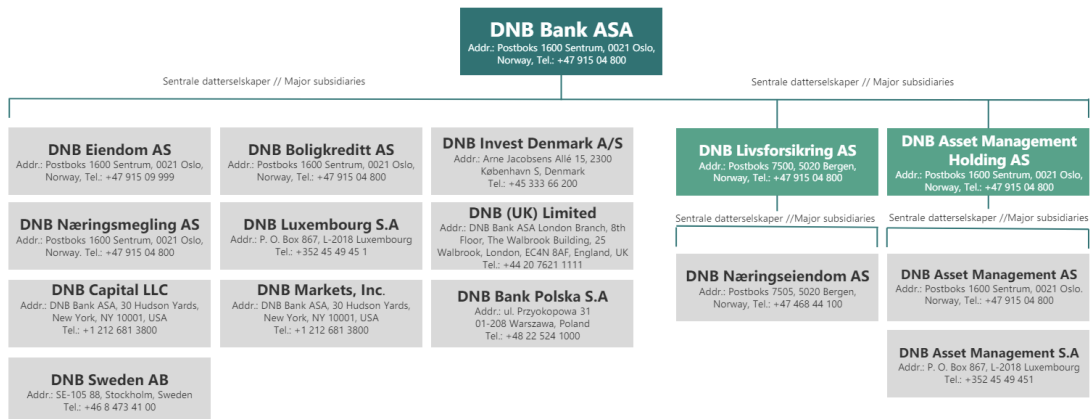 DNB Bank ASA
Addr.: Postboks 1600 Sentrum, 0021 Oslo,
Norway, Tel.: +47 915 04 800
Sentrale datterselskaper // Major subsidiaries
Sentrale datterselskaper // Major subsidiaries
DNB Eiendom AS
Addr.: Postboks 1600 Sentrum, 0021 Oslo,
Norway, Tel.: +47 915 09 999
DNB Boligkreditt AS
Addr.: Postboks 1600 Sentrum, 0021 Oslo,
Norway, Tel.: +47 915 04 800
DNB Invest Denmark A/S
Addr.: Arne Jacobsens Allé 15, 2300
København S, Denmark
Tel.: +45 333 66 200
DNB Livsforsikring AS
Addr.: Postboks 7500, 5020 Bergen,
Norway, Tel.: +47 915 04 800
DNB Asset Management
Holding AS
Addr.: Postboks 1600 Sentrum, 0021 Oslo,
Norway, Tel.: +47 915 04 800
DNB Næringsmegling AS
Addr.: Postboks 1600 Sentrum, 0021 Oslo,
Norway. Tel.: +47 915 04 800
DNB Luxembourg S.A
Addr.: P. O. Box 867, L-2018 Luxembourg
Tel.: +352 45 49 45 1
DNB (UK) Limited
Addr.: DNB Bank ASA London Branch, 8th
Floor, The Walbrook Building, 25
Walbrook, London, EC4N 8AF, England, UK
Tel.: +44 20 7621 1111
Sentrale datterselskaper //Major subsidiaries
Sentrale datterselskaper //Major subsidiaries
DNB Capital LLC
Addr.: DNB Bank ASA, 30 Hudson Yards,
New York, NY 10001, USA
Tel.: +1 212 681 3800
DNB Markets, Inc.
Addr.: DNB Bank ASA, 30 Hudson Yards,
New York, NY 10001, USA
Tel.: +1 212 681 3800
DNB Bank Polska S.A
Addr.: ul. Przyokopowa 31
01-208 Warszawa, Poland
Tel.: +48 22 524 1000
DNB Næringseiendom AS
Addr.: Postboks 7505, 5020 Bergen,
Norway, Tel.: +47 468 44 100
DNB Asset Management AS
Addr.: Postboks 1600 Sentrum, 0021 Oslo.
Norway, Tel.: +47 915 04 800
DNB Sweden AB
Addr.: SE-105 88, Stockholm, Sweden
Tel.: +46 8 473 41 00
DNB Asset Management S.A
Addr.: P. O. Box 867, L-2018 Luxembourg
Tel.: +352 45 49 451